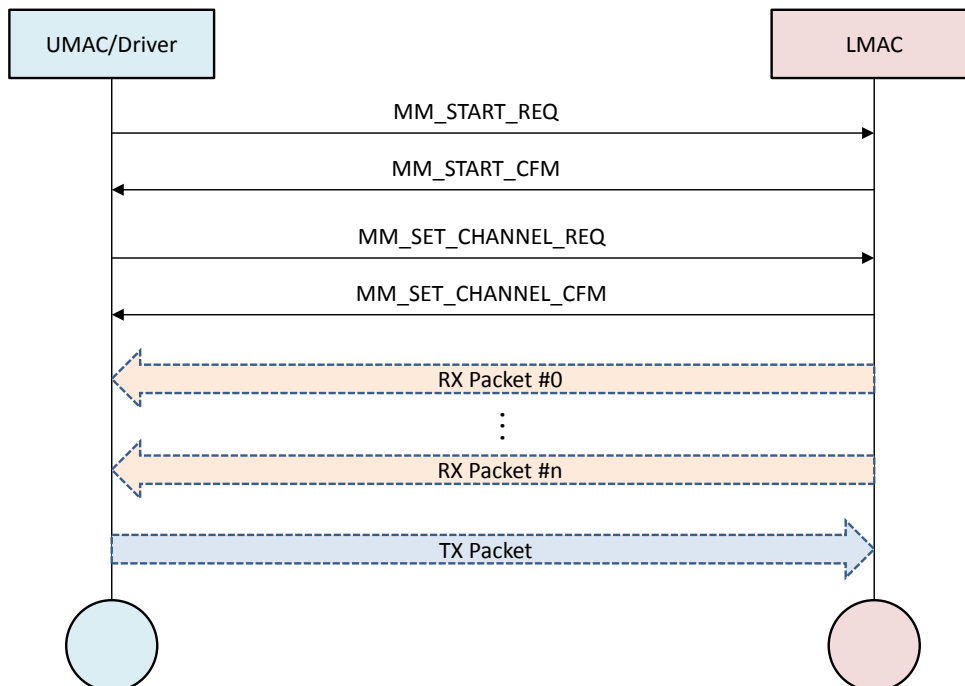 UMAC/Driver
LMAC
MM_START_REQ
MM_START_CFM
MM_SET_CHANNEL_REQ
MM_SET_CHANNEL_CFM
RX Packet #0
⋮
RX Packet #n
TX Packet